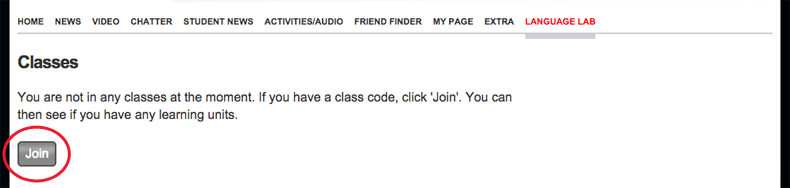 HOME NEWS VIDEO CHATTER STUDENT NEWS ACTIVITIES/AUDIO FRIEND FINDER MY PAGE EXTRA LANGUAGE LAB
Classes
You are not in any classes at the moment. If you have a class code, click 'Join'. You can
then see if you have any learning units.
Join